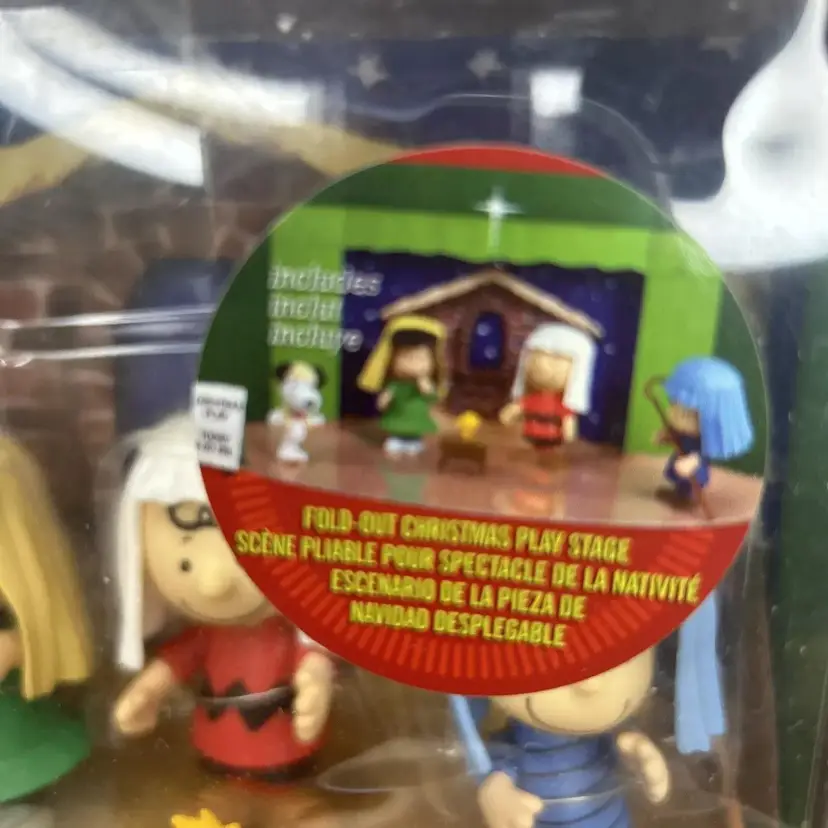 includes
inclut
incluye
FOLD-OUT CHRISTMAS PLAY STAGE
SCÈNE PLIABLE POUR SPECTACLE DE LA NATIVITÉ
ESCENARIO DE LA PIEZA DE
NAVIDAD DESPLEGABLE